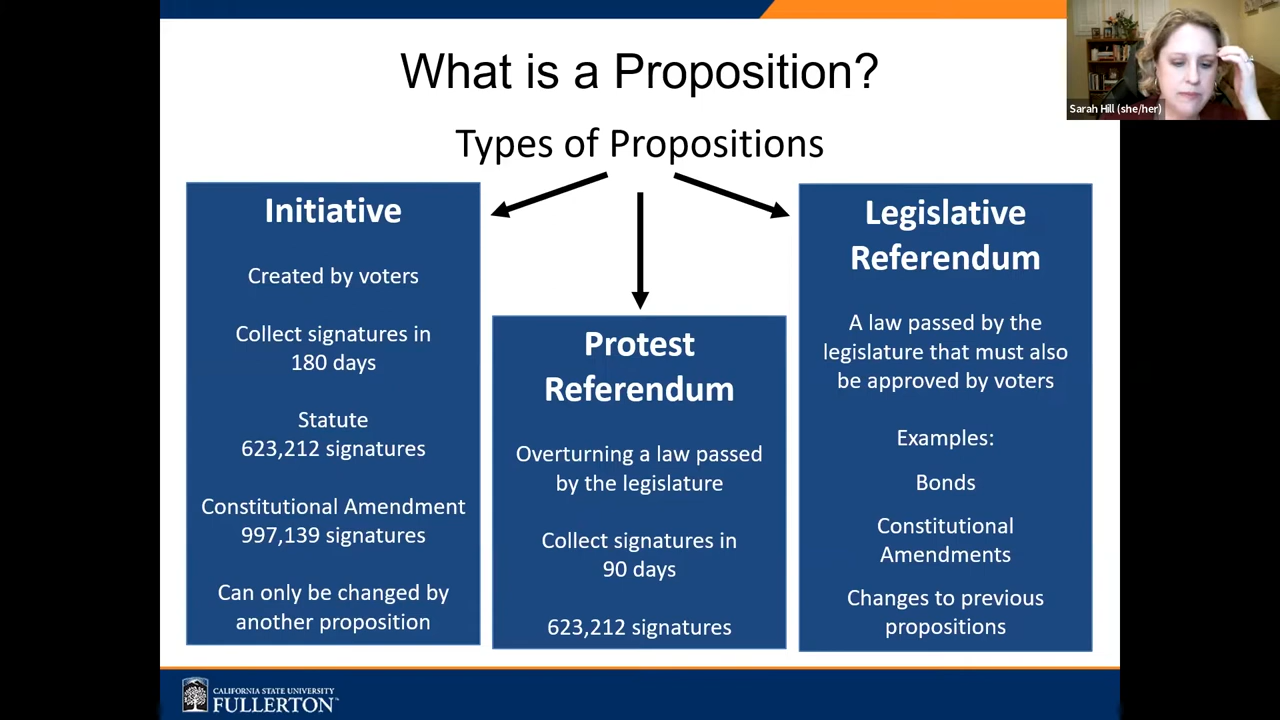 What is a Proposition?
Types of Propositions
Initiative
Created by voters
Collect signatures in
180 days
Statute
623,212 signatures
Constitutional Amendment
997,139 signatures
Can only be changed by
another proposition
Protest
Referendum
Overturning a law passed
by the legislature
Collect signatures in
90 days
623,212 signatures
Legislative
Referendum
A law passed by the
legislature that must also
be approved by voters
Examples:
Bonds
Constitutional
Amendments
Changes to previous
propositions
Sarah Hill (she/her)
CALIFORNIA STATE UNIVERSITY
FULLERTON™